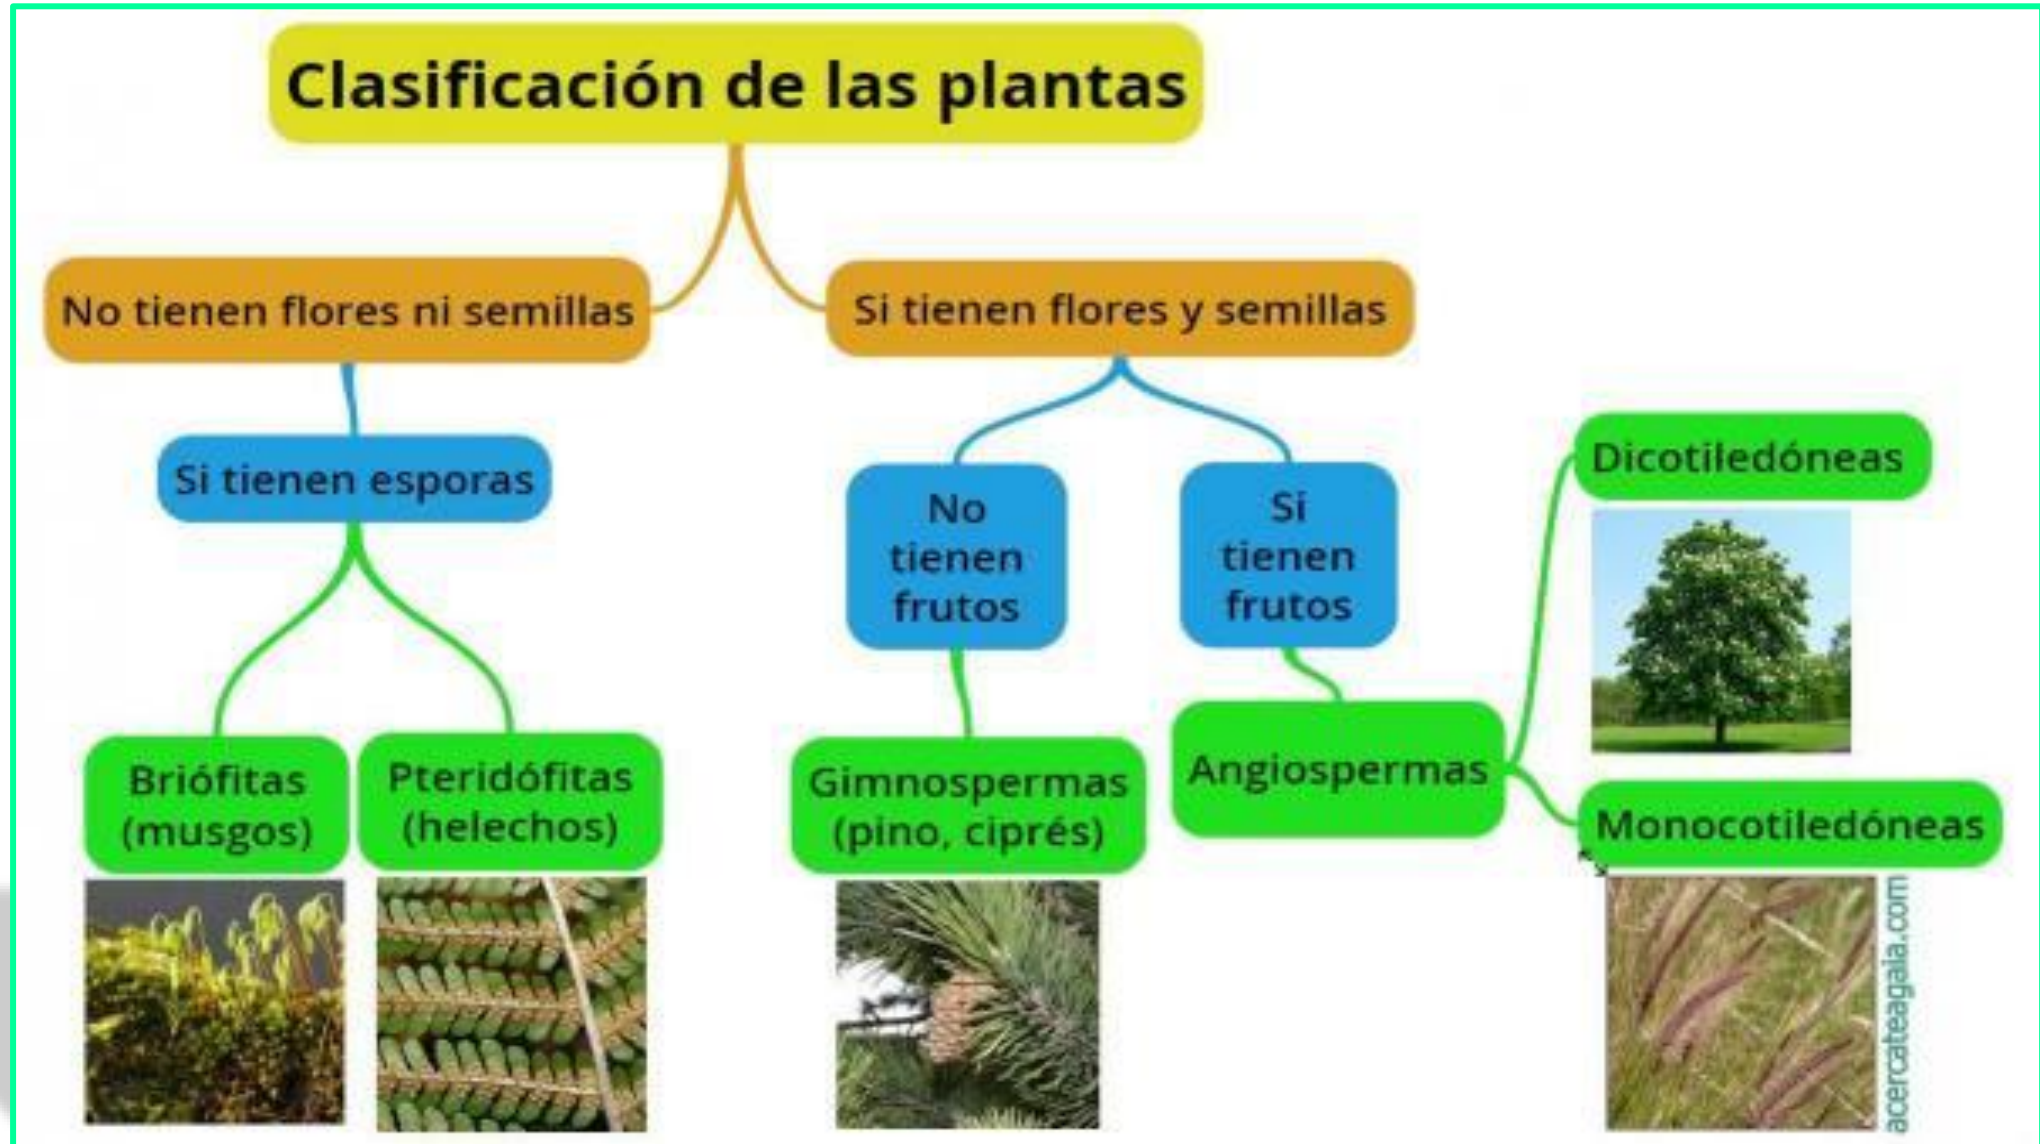 Clasificación de las plantas
No tienen flores ni semillas
Si tienen flores y semillas
Si tienen esporas
No
tienen
frutos
Si
tienen
frutos
Dicotiledóneas
Briófitas
(musgos)
Pteridófitas
(helechos)
Gimnospermas
(pino, ciprés)
Angiospermas
Monocotiledóneas
acercateagaia.com